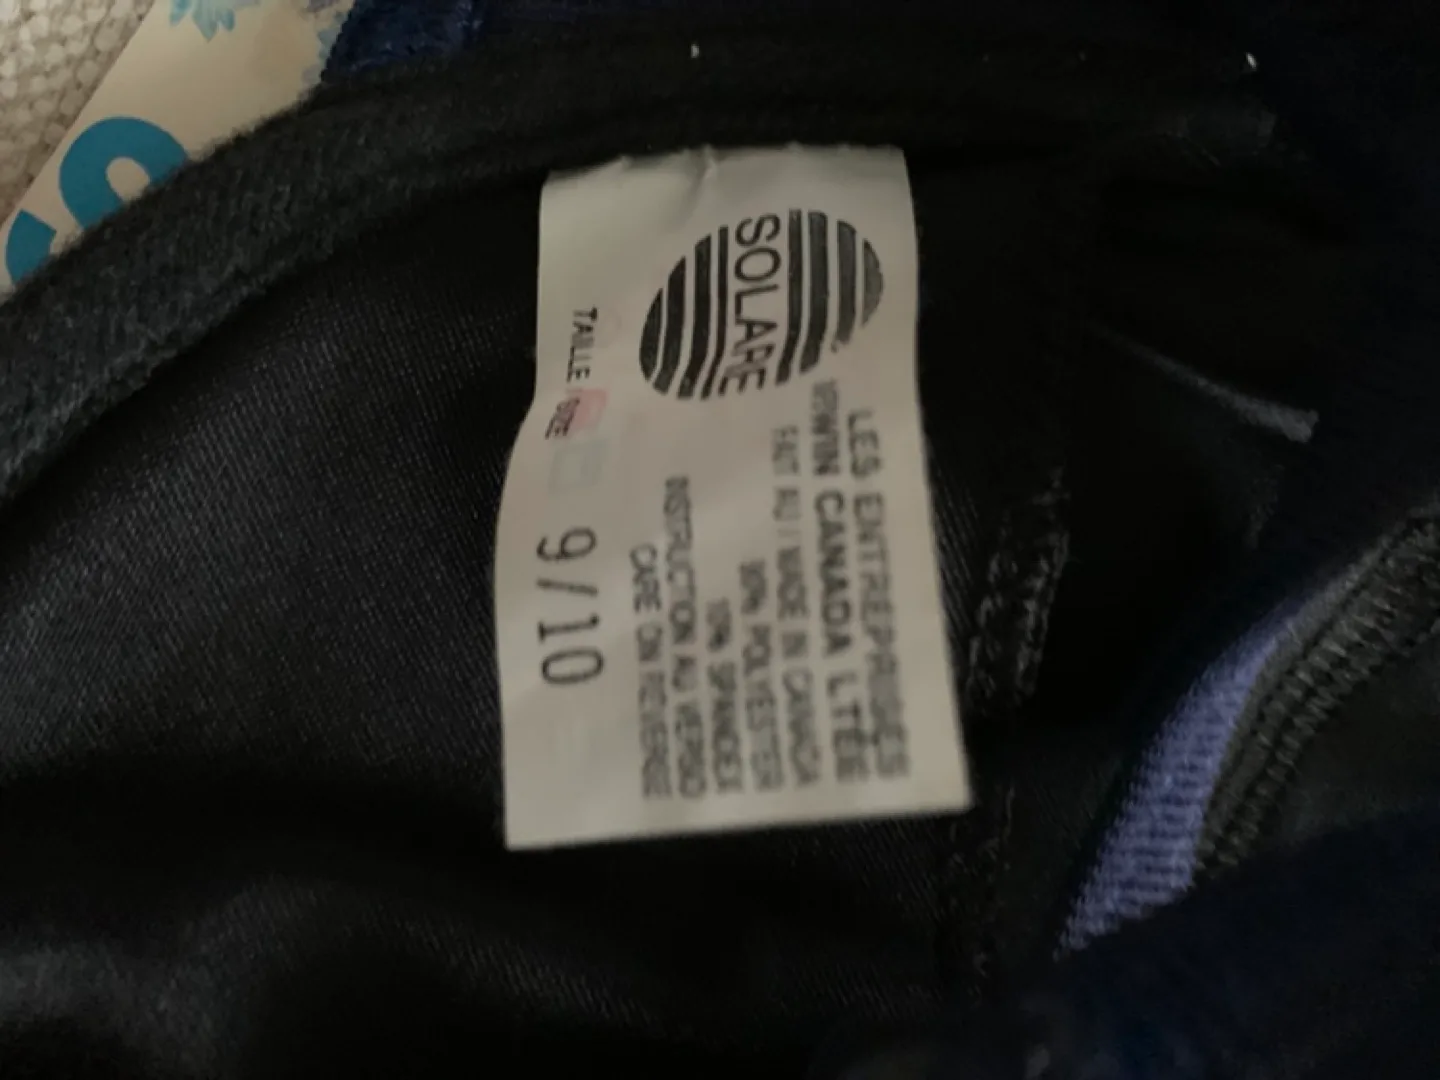 SOLARE
LES ENTREPRISES
IRWIN CANADA LTÉE
FAIT AU / MADE IN CANADA
POLYESTER
10% SPANDEX
INSTRUCTION AU VERSO
CARE ON REVERSE
TAILLE / SIZE
9/10